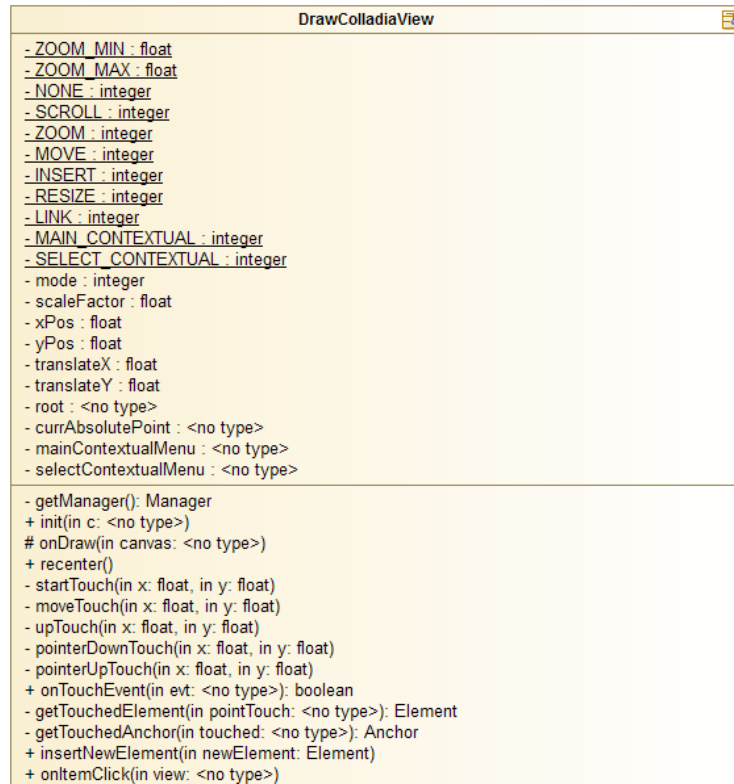 DrawColladiaView
- ZOOM_MIN : float
- ZOOM_MAX : float
- NONE : integer
- SCROLL : integer
- ZOOM : integer
- MOVE : integer
- INSERT : integer
- RESIZE : integer
- LINK : integer
- MAIN_CONTEXTUAL : integer
- SELECT_CONTEXTUAL : integer
- mode : integer
- scaleFactor : float
- xPos : float
- yPos : float
- translateX : float
- translateY : float
- root : <no type>
- currAbsolutePoint : <no type>
- mainContextualMenu : <no type>
- selectContextualMenu : <no type>
- getManager(): Manager
+ init(in c: <no type>)
# onDraw(in canvas: <no type>)
+ recenter()
- startTouch(in x: float, in y: float)
- moveTouch(in x: float, in y: float)
- upTouch(in x: float, in y: float)
- pointerDownTouch(in x: float, in y: float)
- pointerUpTouch(in x: float, in y: float)
+ onTouchEvent(in evt: <no type>): boolean
- getTouchedElement(in pointTouch: <no type>): Element
- getTouchedAnchor(in touched: <no type>): Anchor
+ insertNewElement(in newElement: Element)
+ onItemClick(in view: <no type>)